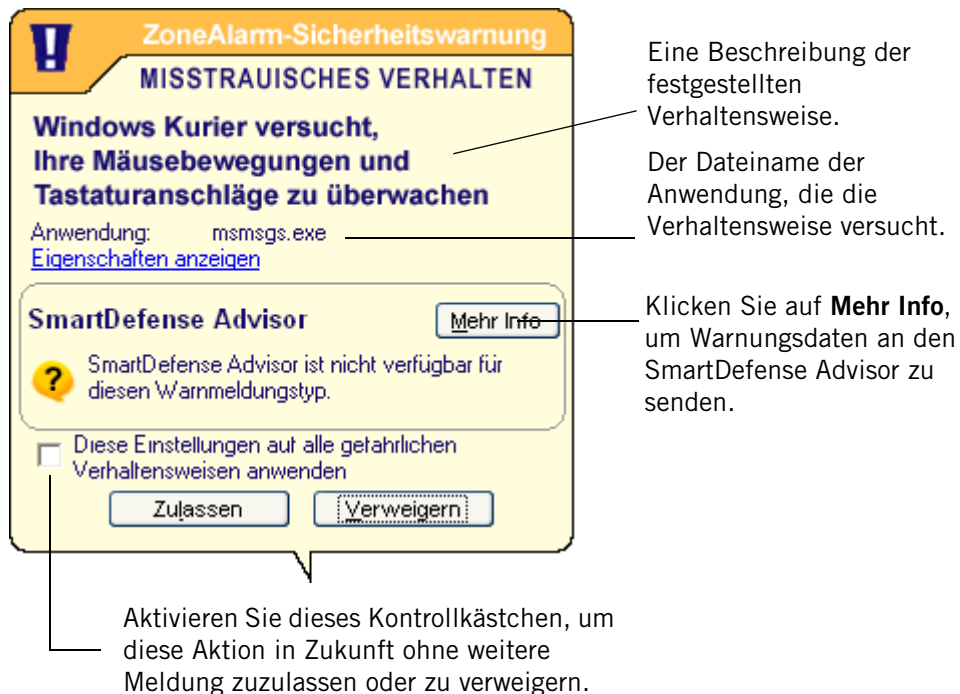 ZoneAlarm-Sicherheitswarnung
MISSTRAUISCHES VERHALTEN
Windows Kurier versucht,
Ihre Mäusebewegungen und
Tastaturanschläge zu überwachen
Anwendung: msmsgs.exe
Eigenschaften anzeigen
SmartDefense Advisor
Mehr Info
SmartDefense Advisor ist nicht verfügbar für
diesen Warnmeldungstyp.
Diese Einstellungen auf alle gefährlichen
Verhaltensweisen anwenden
Zulassen
Verweigern
Eine Beschreibung der
festgestellten
Verhaltensweise.
Der Dateiname der
Anwendung, die die
Verhaltensweise versucht.
Klicken Sie auf Mehr Info,
um Warnungsdaten an den
SmartDefense Advisor zu
senden.
Aktivieren Sie dieses Kontrollkästchen, um
diese Aktion in Zukunft ohne weitere
Meldung zuzulassen oder zu verweigern.